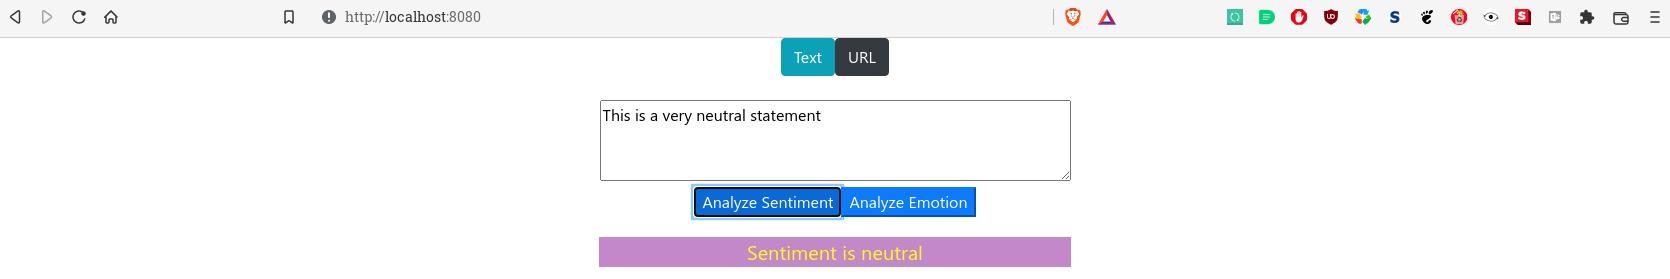 http://localhost:8080
Text URL
This is a very neutral statement
Analyze Sentiment Analyze Emotion
Sentiment is neutral